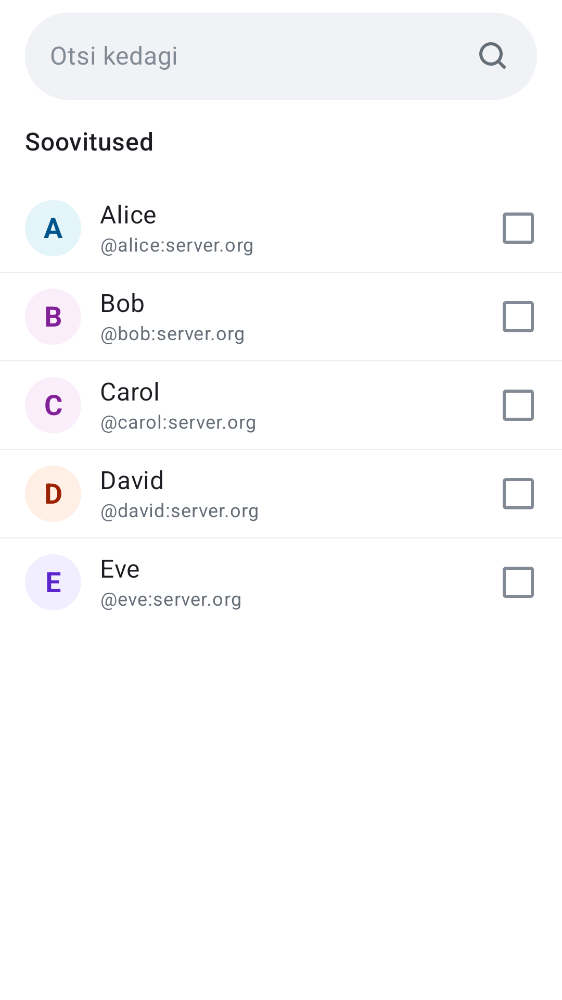 Otsi kedagi
Soovitused
A
Alice
@alice:server.org
B
Bob
@bob:server.org
C
Carol
@carol:server.org
D
David
@david:server.org
E
Eve
@eve:server.org